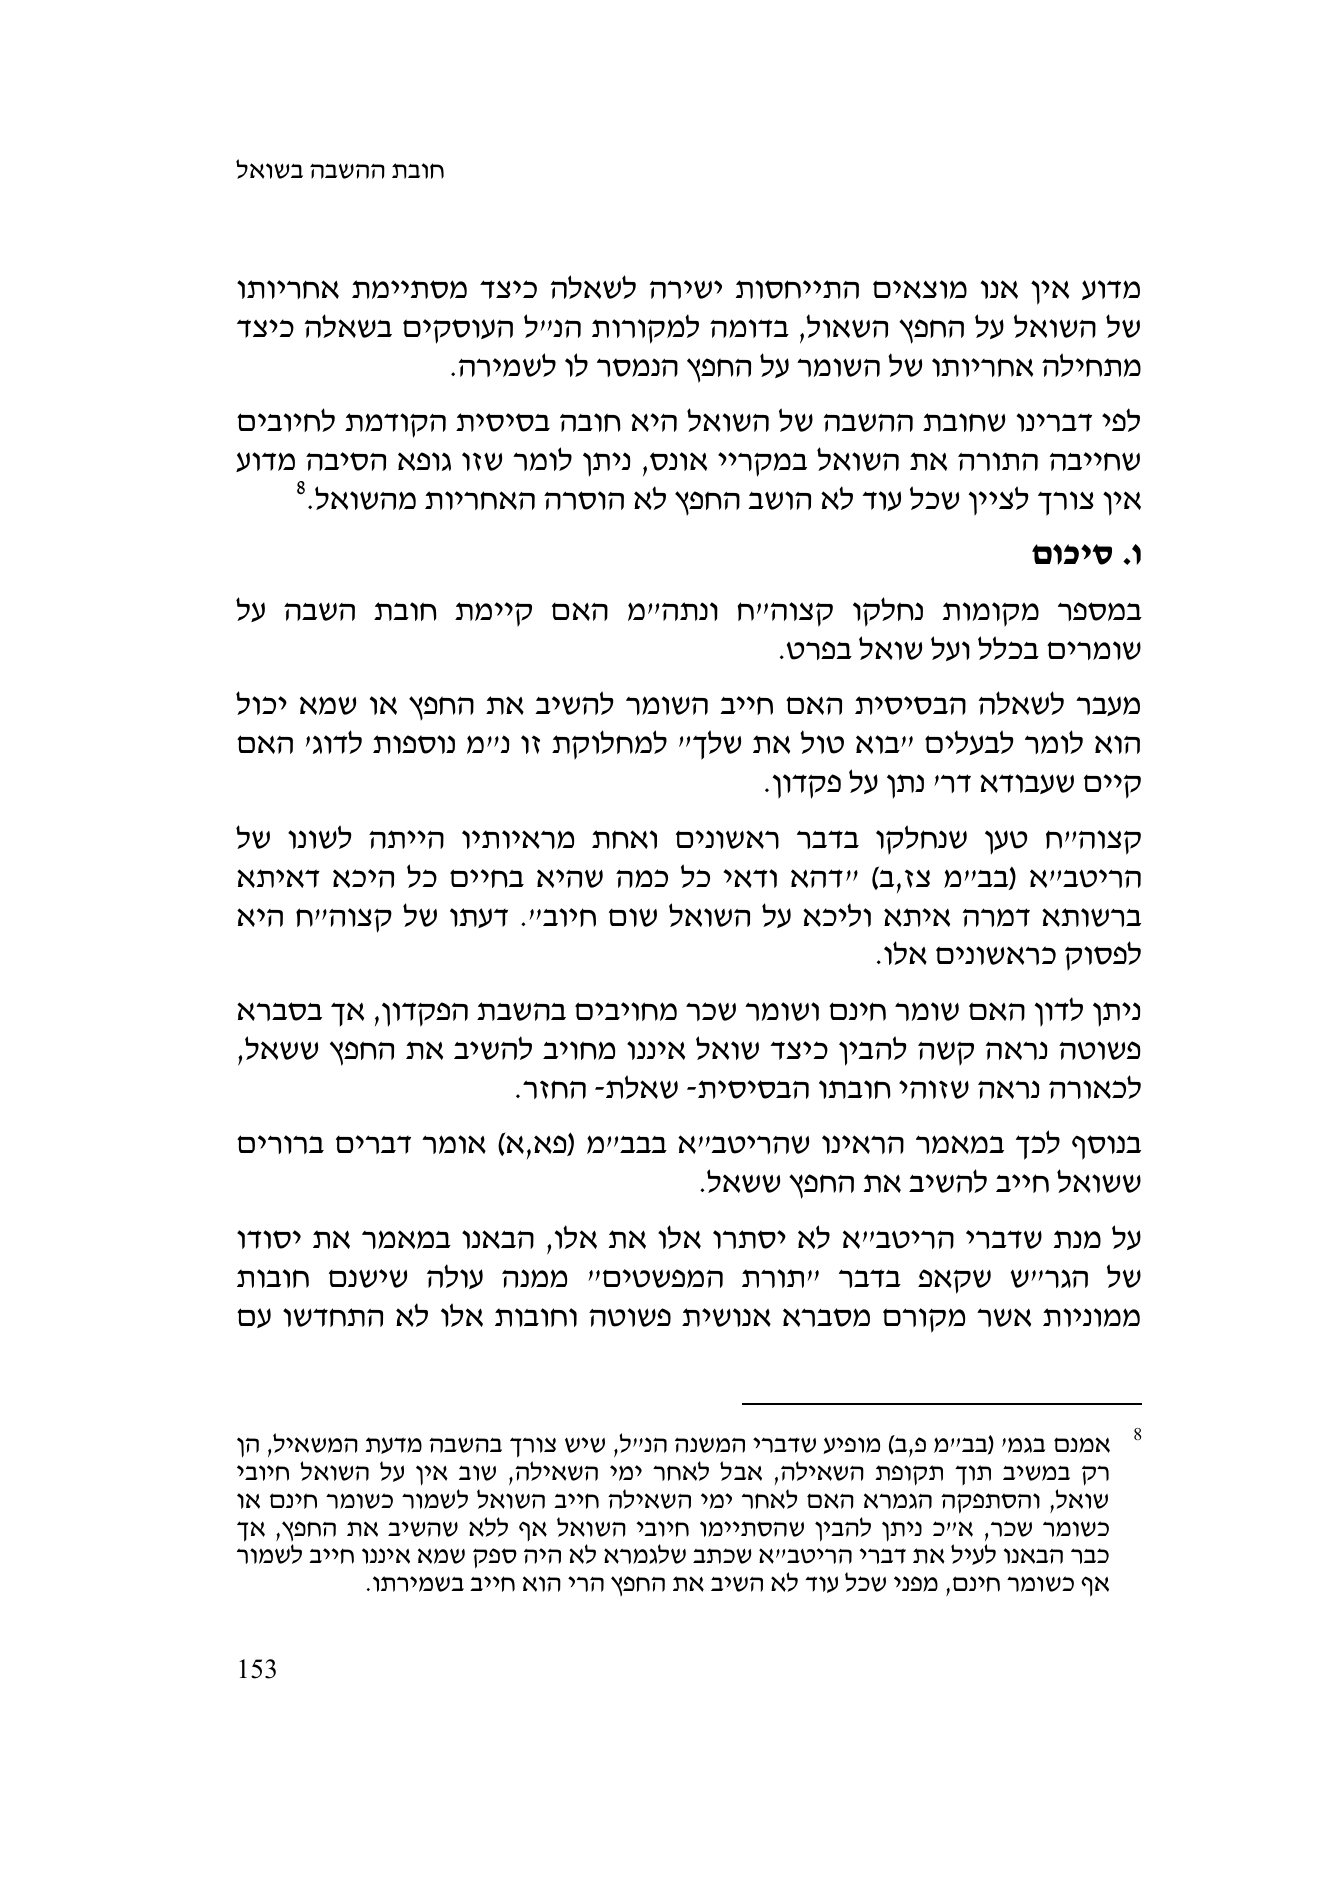 חובת ההשבה בשואל
מדוע אין אנו מוצאים התייחסות ישירה לשאלה כיצד מסתיימת אחריותו
של השואל על החפץ השאול, בדומה למקורות הנ"ל העוסקים בשאלה כיצד
מתחילה אחריותו של השומר על החפץ הנמסר לו לשמירה.
לפי דברינו שחובת ההשבה של השואל היא חובה בסיסית הקודמת לחיובים
שחייבה התורה את השואל במקריי אונס, ניתן לומר שזו גופא הסיבה מדוע
אין צורך לציין שכל עוד לא הושב החפץ לא הוסרה האחריות מהשואל.8
ו. סיכום
במספר מקומות נחלקו קצוה"ח ונתה"מ האם קיימת חובת השבה על
שומרים בכלל ועל שואל בפרט.
מעבר לשאלה הבסיסית האם חייב השומר להשיב את החפץ או שמא יכול
הוא לומר לבעלים "בוא טול את שלך" למחלוקת זו נ"מ נוספות לדוג' האם
קיים שעבודא דר' נתן על פקדון.
קצוה"ח טען שנחלקו בדבר ראשונים ואחת מראיותיו הייתה לשונו של
הריטב"א (בב"מ צז,ב) "דהא ודאי כל כמה שהיא בחיים כל היכא דאיתא
ברשותא דמרה איתא וליכא על השואל שום חיוב". דעתו של קצוה"ח היא
לפסוק כראשונים אלו.
ניתן לדון האם שומר חינם ושומר שכר מחויבים בהשבת הפקדון, אך בסברא
פשוטה נראה קשה להבין כיצד שואל איננו מחויב להשיב את החפץ ששאל,
לכאורה נראה שזוהי חובתו הבסיסית- שאלת- החזר.
בנוסף לכך במאמר הראינו שהריטב"א בבב"מ (פא,א) אומר דברים ברורים
ששואל חייב להשיב את החפץ ששאל.
על מנת שדברי הריטב"א לא יסתרו אלו את אלו, הבאנו במאמר את יסודו
של הגר"ש שקאפ בדבר "תורת המפשטים" ממנה עולה שישנם חובות
ממוניות אשר מקורם מסברא אנושית פשוטה וחובות אלו לא התחדשו עם
8 אמנם בגמ' (בב"מ פ,ב) מופיע שדברי המשנה הנ"ל, שיש צורך בהשבה מדעת המשאיל, הן
רק במשיב תוך תקופת השאילה, אבל לאחר ימי השאילה, שוב אין על השואל חיובי
שואל, והסתפקה הגמרא האם לאחר ימי השאילה חייב השואל לשמור כשומר חינם או
כשומר שכר, א"כ ניתן להבין שהסתיימו חיובי השואל אף ללא שהשיב את החפץ, אך
כבר הבאנו לעיל את דברי הריטב"א שכתב שלגמרא לא היה ספק שמא איננו חייב לשמור
אף כשומר חינם, מפני שכל עוד לא השיב את החפץ הרי הוא חייב בשמירתו.
153